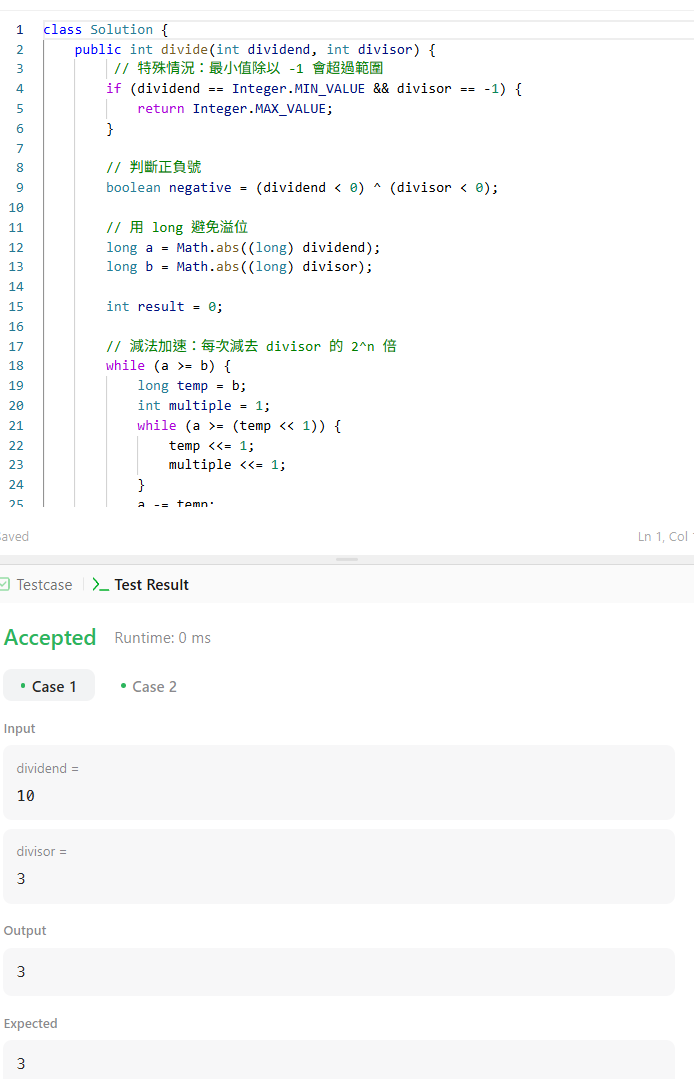 1 class Solution {
2 public int divide(int dividend, int divisor) {
3 // 特殊情況：最小值除以 -1 會超過範圍
4 if (dividend == Integer.MIN_VALUE && divisor == -1) {
5 return Integer.MAX_VALUE;
6 }
7
8 // 判斷正負號
9 boolean negative = (dividend < 0) ^ (divisor < 0);
10
11 // 用 long 避免溢位
12 long a = Math.abs((long) dividend);
13 long b = Math.abs((long) divisor);
14
15 int result = 0;
16
17 // 減法加速：每次減去 divisor 的 2^n 倍
18 while (a >= b) {
19 long temp = b;
20 int multiple = 1;
21 while (a >= (temp << 1)) {
22 temp <<= 1;
23 multiple <<= 1;
24 }
25 a -= temp;
aved Ln 1, Col
Testcase Test Result
Accepted Runtime: 0 ms
Case 1 Case 2
Input
dividend =
10
divisor =
3
Output
3
Expected
3